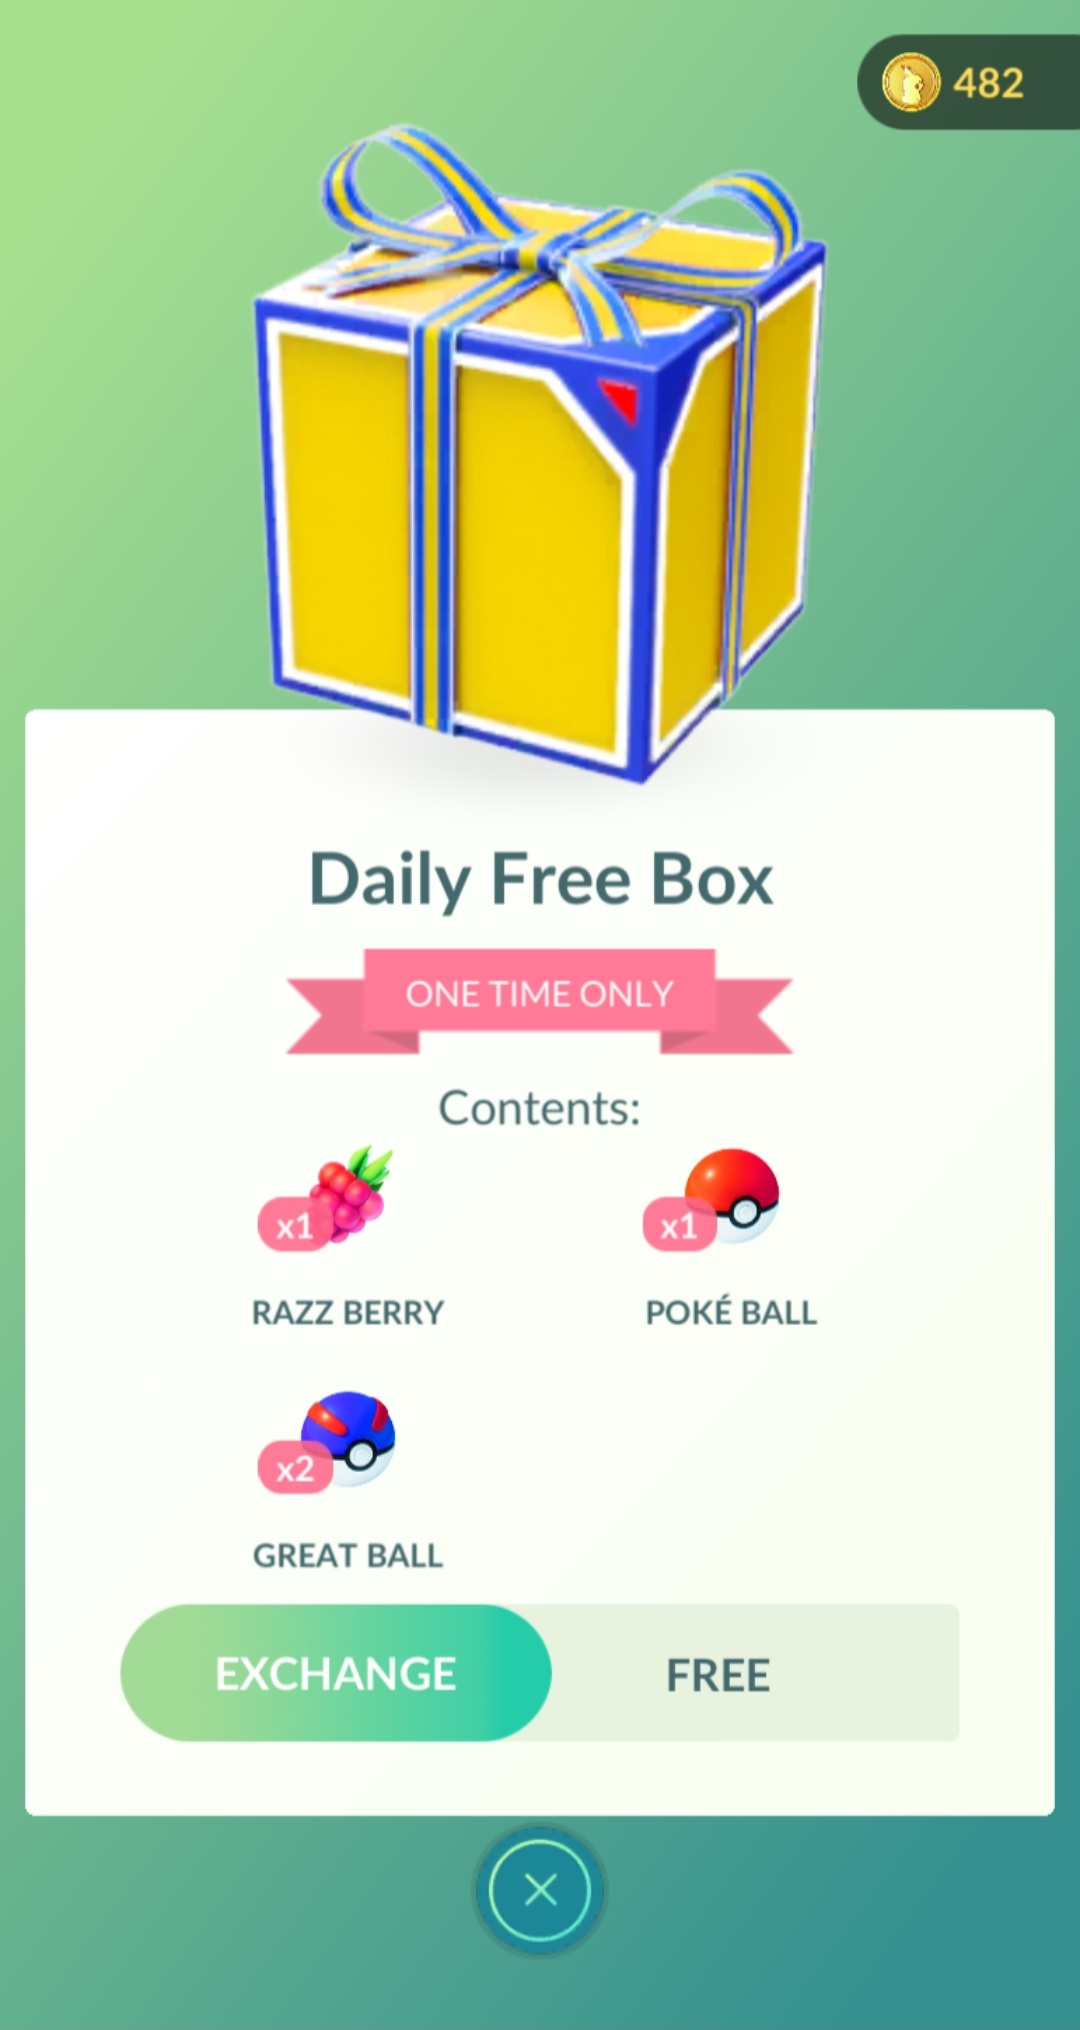 482
Daily Free Box
ONE TIME ONLY
Contents:
x1
x1
RAZZ BERRY
POKÉ BALL
x2
GREAT BALL
EXCHANGE
FREE